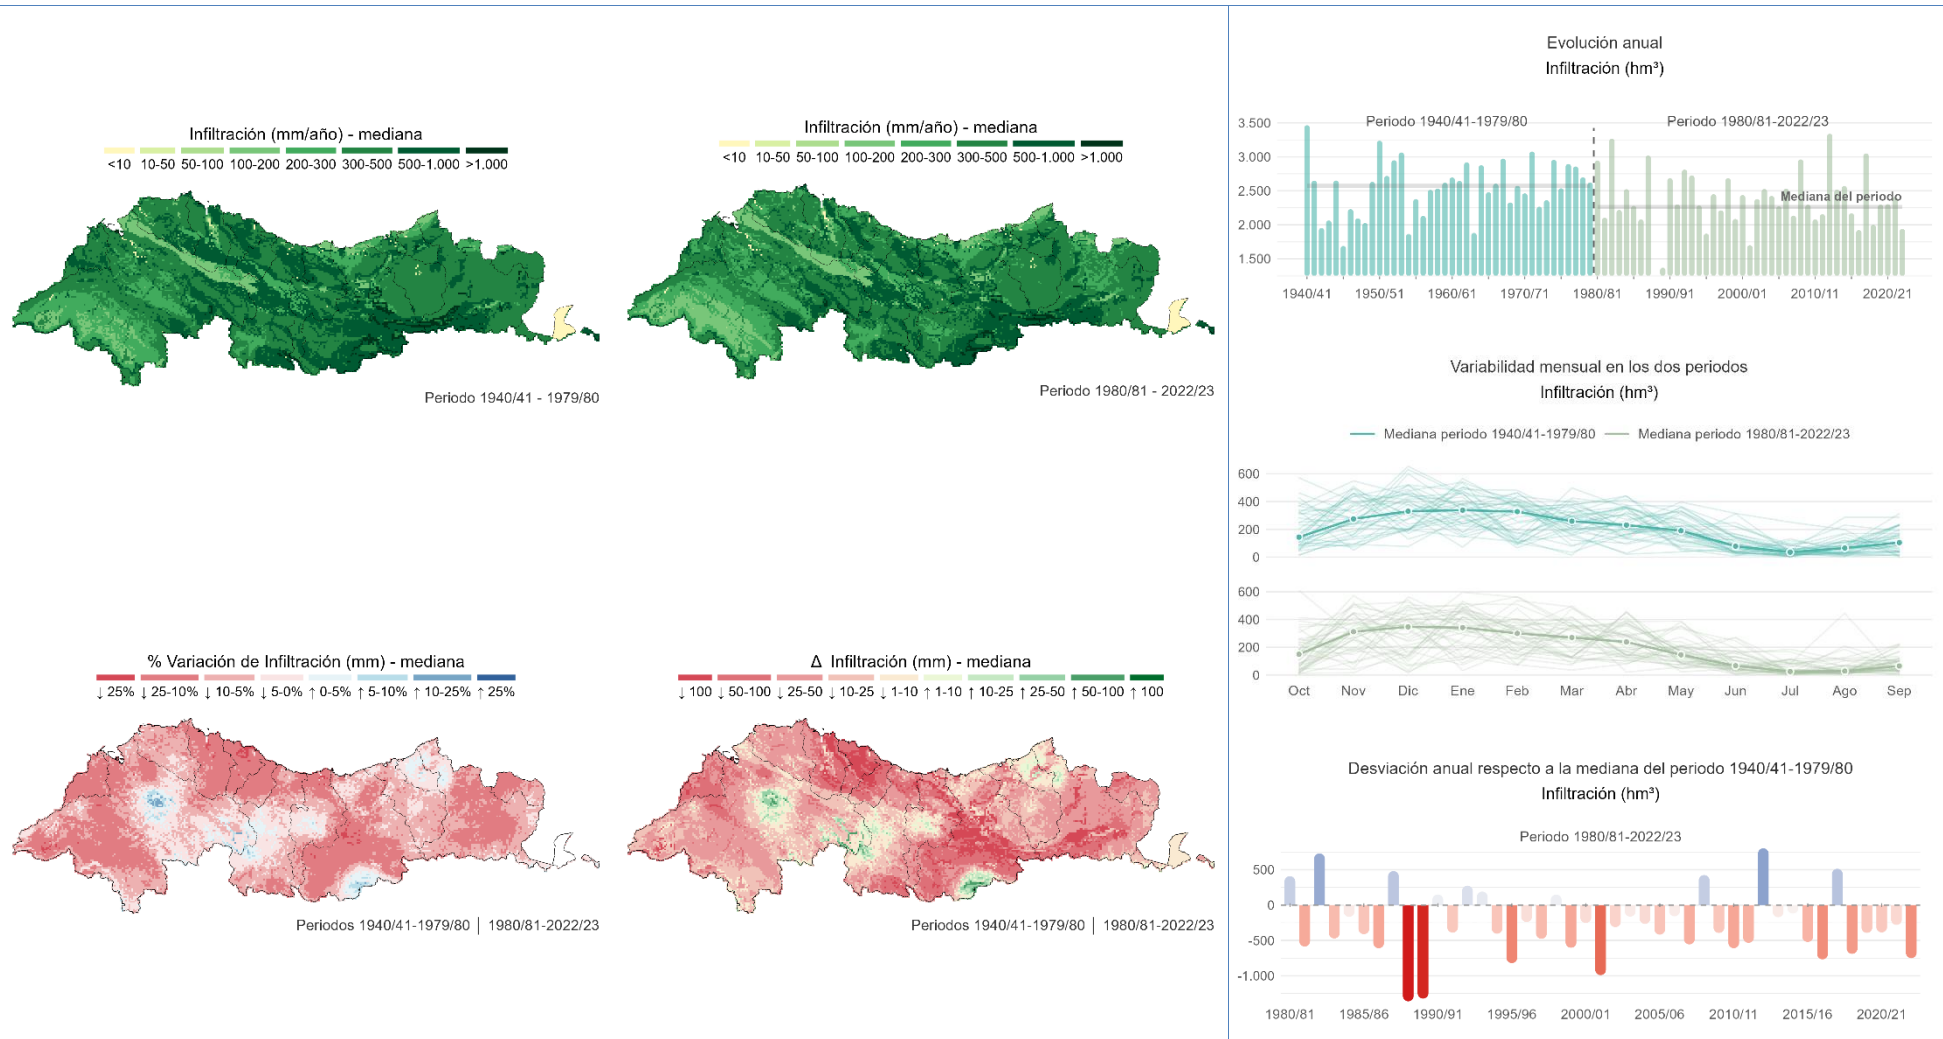 Infiltración (mm/año) - mediana
<10 10-50 50-100 100-200 200-300 300-500 500-1.000 >1.000
Periodo 1940/41 - 1979/80
Infiltración (mm/año) - mediana
<10 10-50 50-100 100-200 200-300 300-500 500-1.000 >1.000
Periodo 1980/81 - 2022/23
% Variación de Infiltración (mm) - mediana
↓ 25% ↓ 25-10% ↓ 10-5% ↓ 5-0% ↑ 0-5% ↑ 5-10% ↑ 10-25% ↑ 25%
Periodos 1940/41-1979/80 | 1980/81-2022/23
Δ Infiltración (mm) - mediana
↓ 100 ↓ 50-100 ↓ 25-50 ↓ 10-25 ↓ 1-10 ↑ 1-10 ↑ 10-25 ↑ 25-50 ↑ 50-100 ↑ 100
Periodos 1940/41-1979/80 | 1980/81-2022/23
Evolución anual
Infiltración (hm³)
Periodo 1940/41-1979/80 Periodo 1980/81-2022/23
3.500
3.000
2.500
Mediana del periodo
2.000
1.500
1940/41 1950/51 1960/61 1970/71 1980/81 1990/91 2000/01 2010/11 2020/21
Variabilidad mensual en los dos periodos
Infiltración (hm³)
Mediana periodo 1940/41-1979/80 Mediana periodo 1980/81-2022/23
600
400
200
0
600
400
200
0
Oct Nov Dic Ene Feb Mar Abr May Jun Jul Ago Sep
Desviación anual respecto a la mediana del periodo 1940/41-1979/80
Infiltración (hm³)
Periodo 1980/81-2022/23
500
0
-500
-1.000
1980/81 1985/86 1990/91 1995/96 2000/01 2005/06 2010/11 2015/16 2020/21